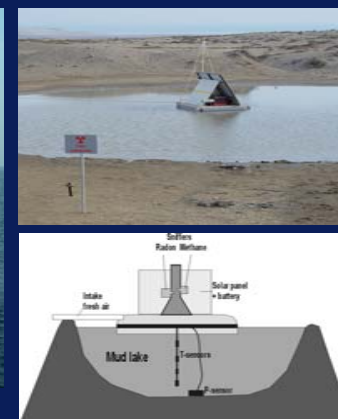 Sniffers
Radon Methane
Solar panel
+ battery
Intake
fresh air
Mud lake
T-sensors
P-sensor